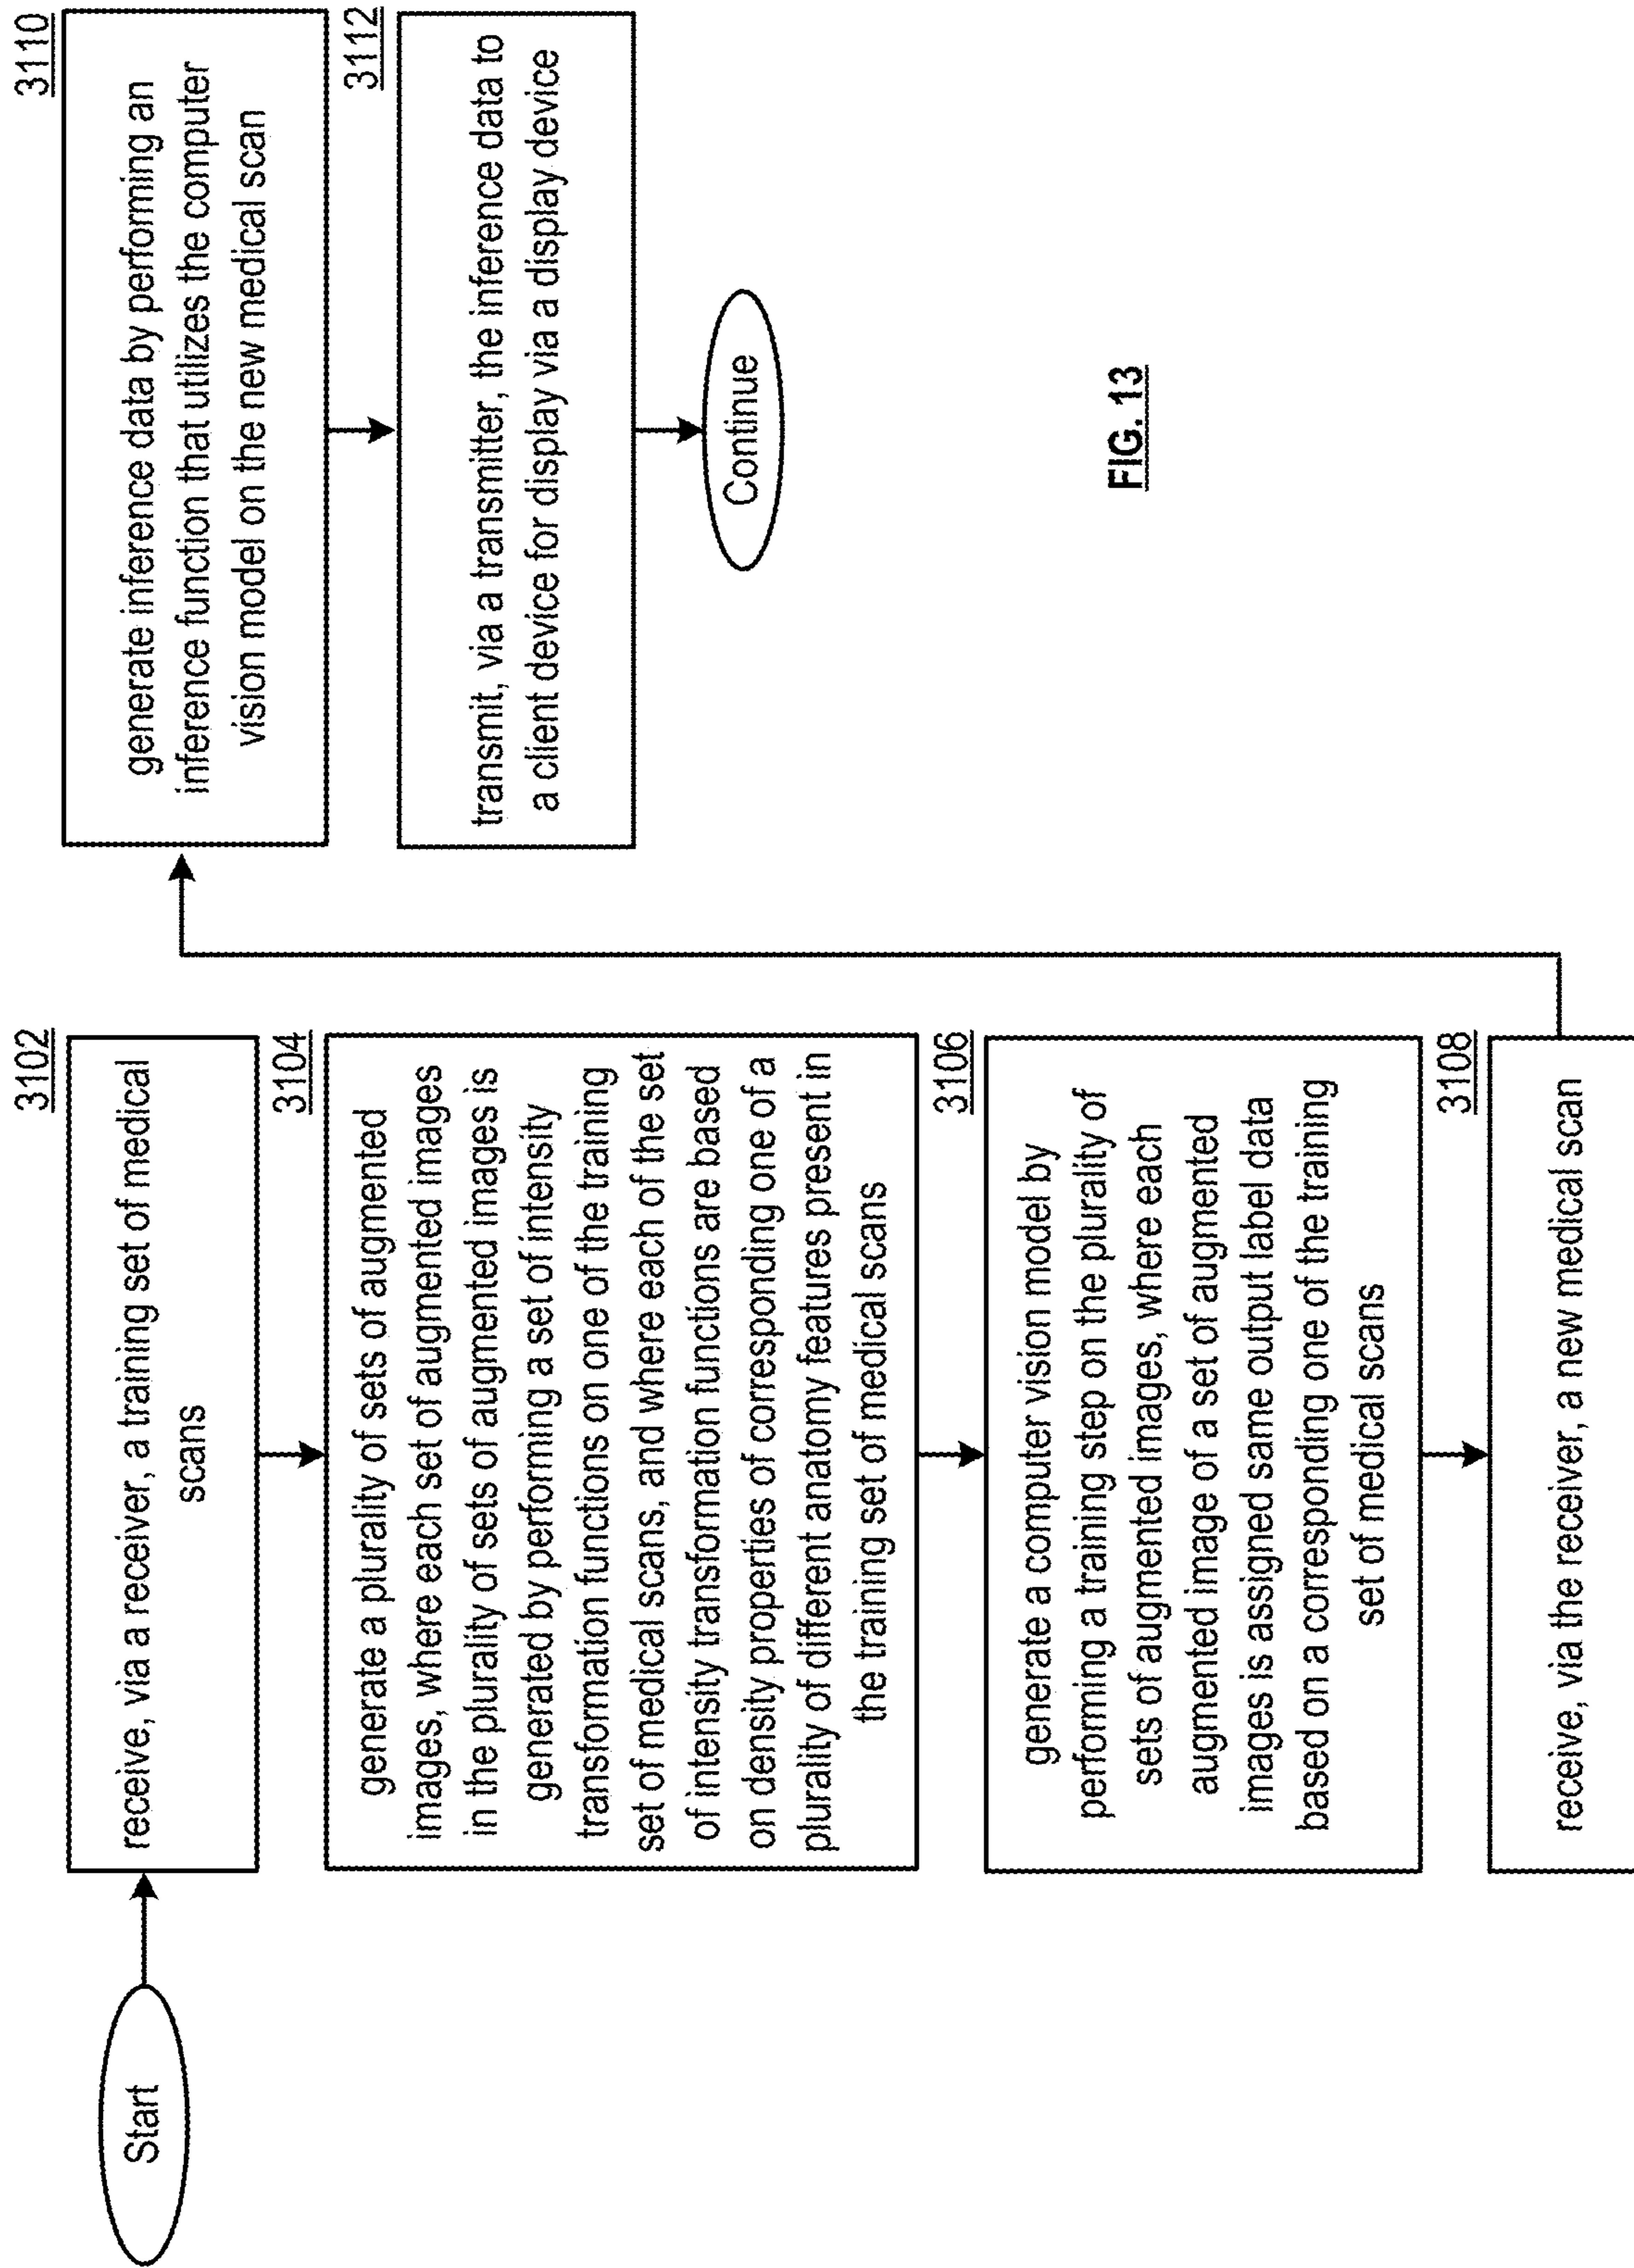 Start
3102
receive, via a receiver, a training set of medical
scans
3104
generate a plurality of sets of augmented
images, where each set of augmented images
in the plurality of sets of augmented images is
generated by performing a set of intensity
transformation functions on one of the training
set of medical scans, and where each of the set
of intensity transformation functions are based
on density properties of corresponding one of a
plurality of different anatomy features present in
the training set of medical scans
3106
generate a computer vision model by
performing a training step on the plurality of
sets of augmented images, where each
augmented image of a set of augmented
images is assigned same output label data
based on a corresponding one of the training
set of medical scans
3108
receive, via the receiver, a new medical scan
3110
generate inference data by performing an
inference function that utilizes the computer
vision model on the new medical scan
3112
transmit, via a transmitter, the inference data to
a client device for display via a display device
Continue
FIG. 13